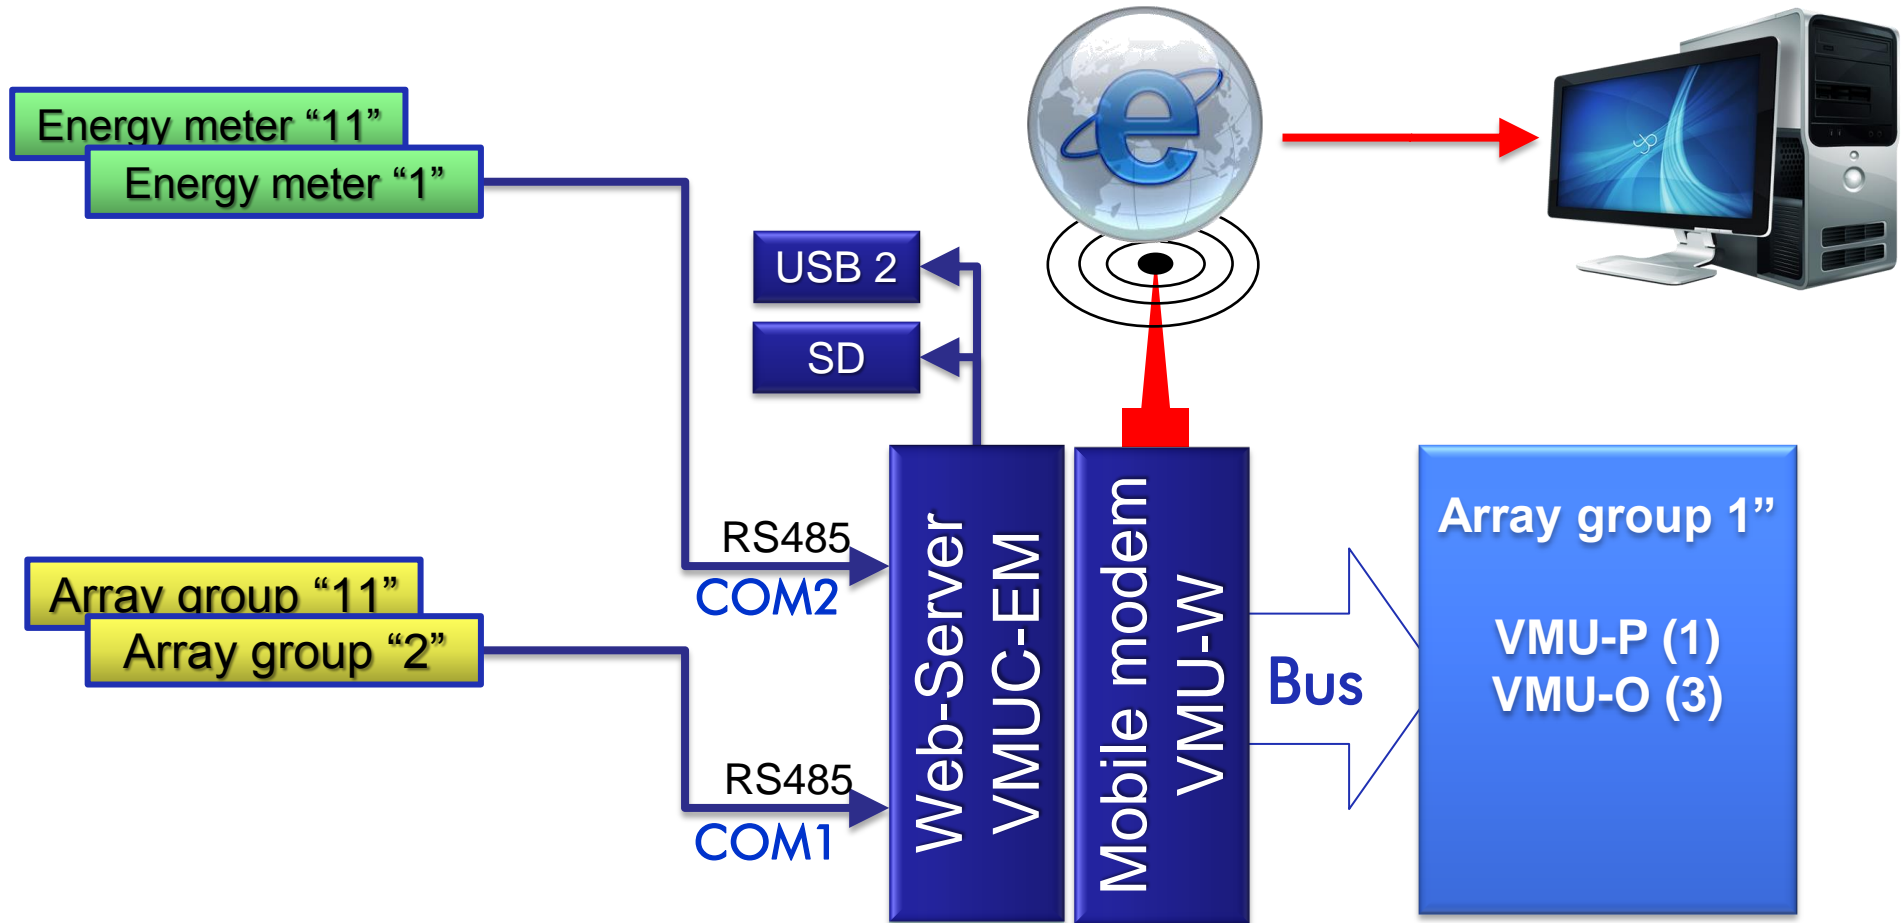 Energy meter “11”
Energy meter “1”
USB 2
SD
RS485
COM2
Array group “11”
Array group “2”
RS485
COM1
Web-Server
VMUC-EM
Mobile modem
VMU-W
Bus
Array group 1”
VMU-P (1)
VMU-O (3)